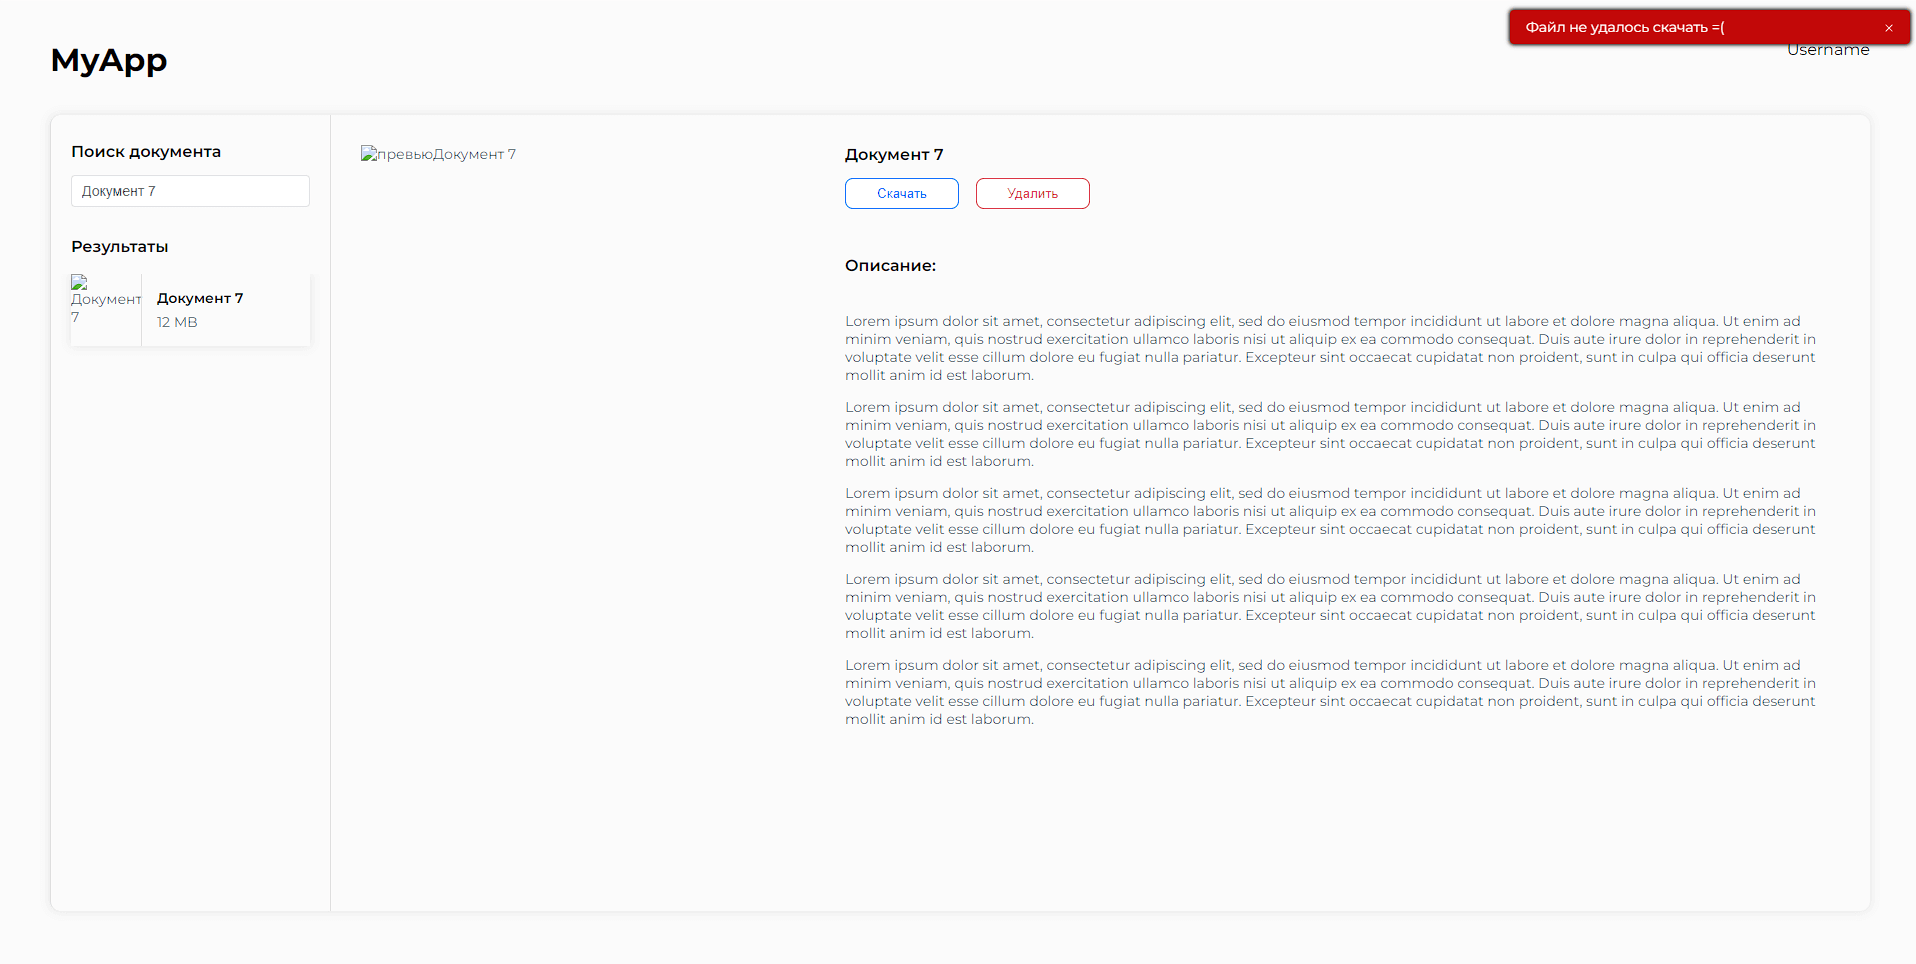 Файл не удалось скачать =(
×
MyApp
Username
Поиск документа
Документ 7
Результаты
Документ
7
Документ 7
12 MB
превьюДокумент 7
Документ 7
Скачать
Удалить
Описание:
Lorem ipsum dolor sit amet, consectetur adipiscing elit, sed do eiusmod tempor incididunt ut labore et dolore magna aliqua. Ut enim ad
minim veniam, quis nostrud exercitation ullamco laboris nisi ut aliquip ex ea commodo consequat. Duis aute irure dolor in reprehenderit in
voluptate velit esse cillum dolore eu fugiat nulla pariatur. Excepteur sint occaecat cupidatat non proident, sunt in culpa qui officia deserunt
mollit anim id est laborum.
Lorem ipsum dolor sit amet, consectetur adipiscing elit, sed do eiusmod tempor incididunt ut labore et dolore magna aliqua. Ut enim ad
minim veniam, quis nostrud exercitation ullamco laboris nisi ut aliquip ex ea commodo consequat. Duis aute irure dolor in reprehenderit in
voluptate velit esse cillum dolore eu fugiat nulla pariatur. Excepteur sint occaecat cupidatat non proident, sunt in culpa qui officia deserunt
mollit anim id est laborum.
Lorem ipsum dolor sit amet, consectetur adipiscing elit, sed do eiusmod tempor incididunt ut labore et dolore magna aliqua. Ut enim ad
minim veniam, quis nostrud exercitation ullamco laboris nisi ut aliquip ex ea commodo consequat. Duis aute irure dolor in reprehenderit in
voluptate velit esse cillum dolore eu fugiat nulla pariatur. Excepteur sint occaecat cupidatat non proident, sunt in culpa qui officia deserunt
mollit anim id est laborum.
Lorem ipsum dolor sit amet, consectetur adipiscing elit, sed do eiusmod tempor incididunt ut labore et dolore magna aliqua. Ut enim ad
minim veniam, quis nostrud exercitation ullamco laboris nisi ut aliquip ex ea commodo consequat. Duis aute irure dolor in reprehenderit in
voluptate velit esse cillum dolore eu fugiat nulla pariatur. Excepteur sint occaecat cupidatat non proident, sunt in culpa qui officia deserunt
mollit anim id est laborum.
Lorem ipsum dolor sit amet, consectetur adipiscing elit, sed do eiusmod tempor incididunt ut labore et dolore magna aliqua. Ut enim ad
minim veniam, quis nostrud exercitation ullamco laboris nisi ut aliquip ex ea commodo consequat. Duis aute irure dolor in reprehenderit in
voluptate velit esse cillum dolore eu fugiat nulla pariatur. Excepteur sint occaecat cupidatat non proident, sunt in culpa qui officia deserunt
mollit anim id est laborum.